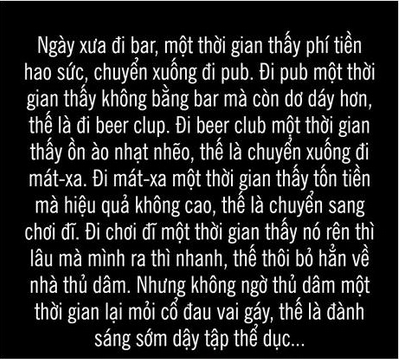 Ngày xưa đi bar, một thời gian thấy phí tiền
hao sức, chuyển xuống đi pub. Đi pub một thời
gian thấy không bằng bar mà còn dơ dáy hơn,
thế là đi beer clup. Đi beer club một thời gian
thấy ồn ào nhạt nhẽo, thế là chuyển xuống đi
mát-xa. Đi mát-xa một thời gian thấy tốn tiền
mà hiệu quả không cao, thế là chuyển sang
chơi đĩ. Đi chơi đĩ một thời gian thấy nó rên thì
lâu mà mình ra thì nhanh, thế thôi bỏ hẳn về
nhà thủ dâm. Nhưng không ngờ thủ dâm một
thời gian lại mỏi cổ đau vai gáy, thế là đành
sáng sớm dậy tập thể dục...